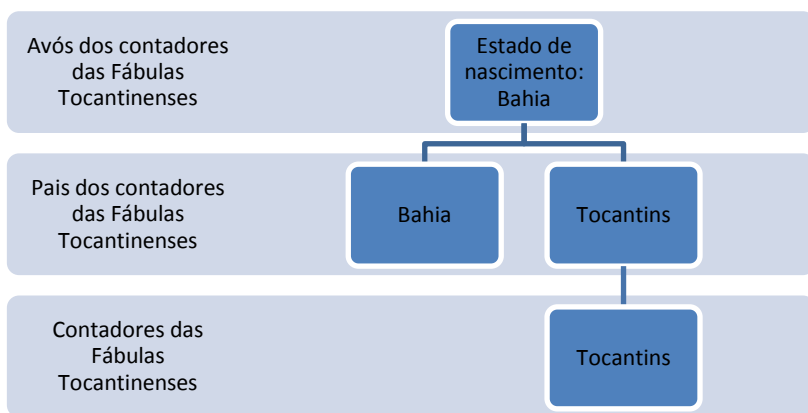 Avós dos contadores
das Fábulas
Tocantinenses
Estado de
nascimento:
Bahia
Pais dos contadores
das Fábulas
Tocantinenses
Bahia
Tocantins
Contadores das
Fábulas
Tocantinenses
Tocantins